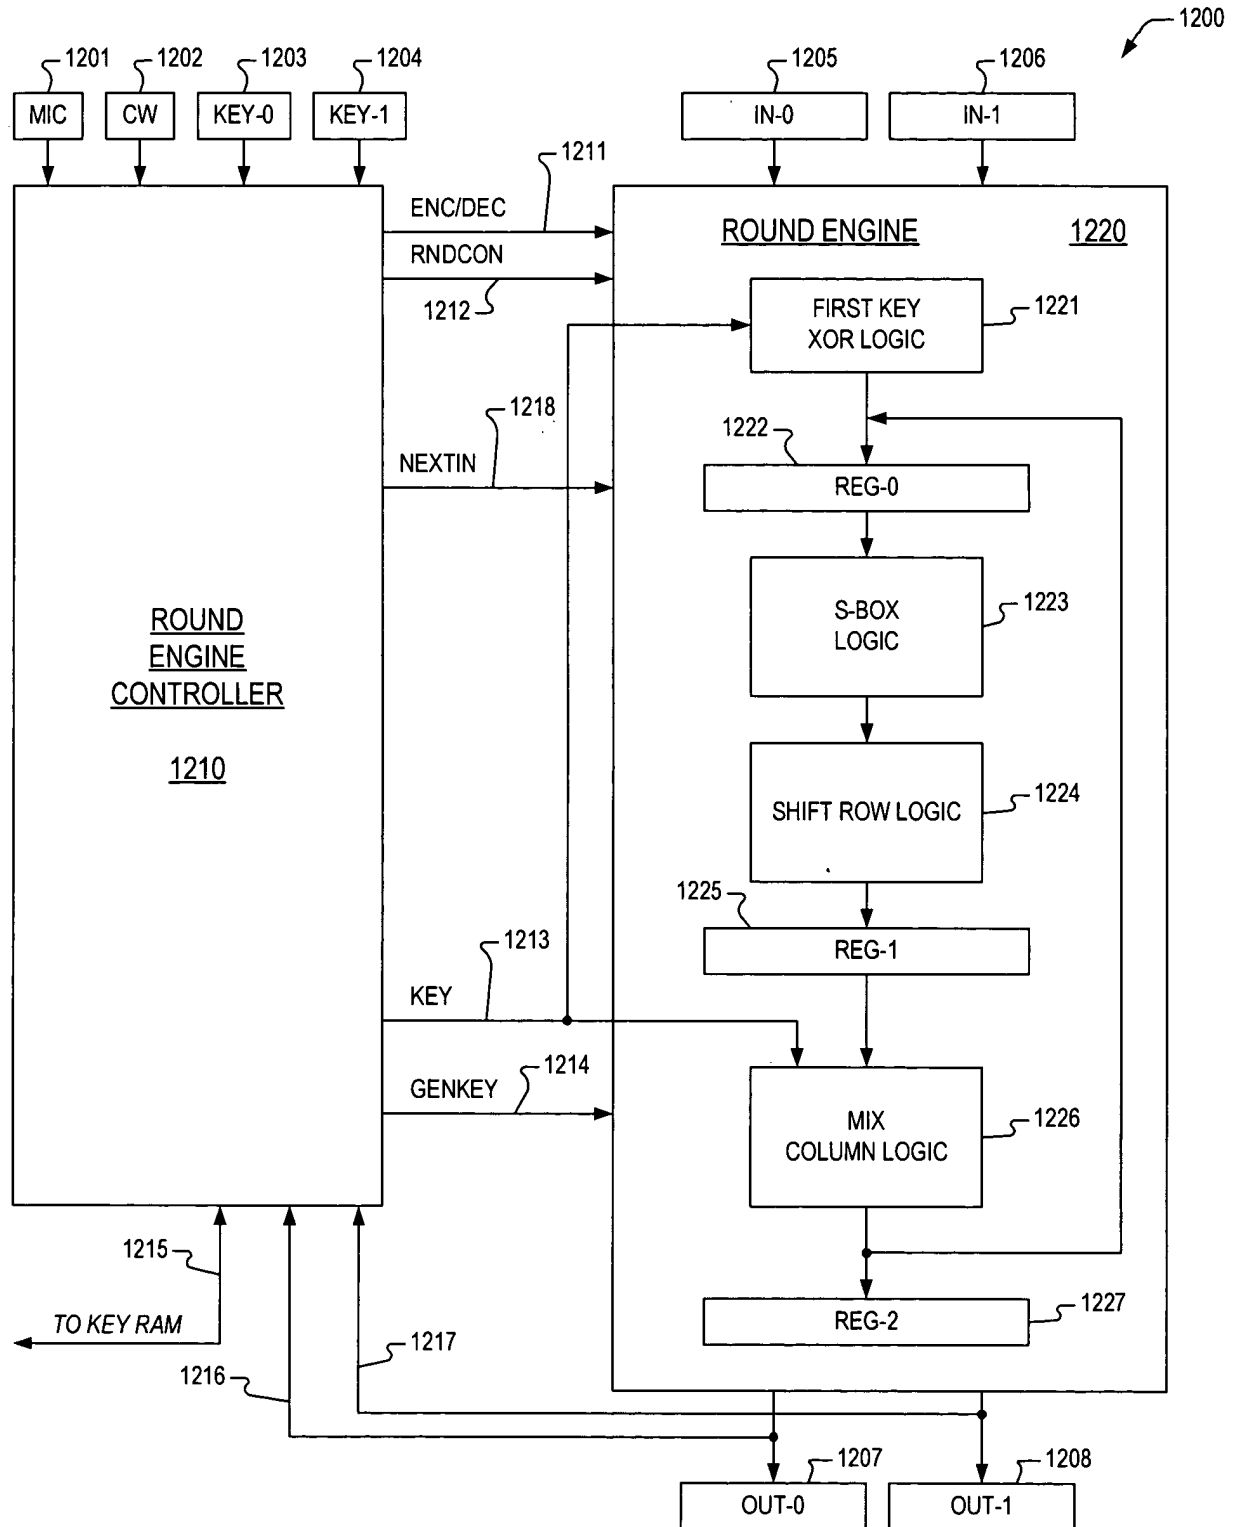 1200
1201
1202
1203
1204
1205
1206
MIC
CW
KEY-0
KEY-1
IN-0
IN-1
1211
ENC/DEC
ROUND ENGINE
1220
RNDCON
1212
FIRST KEY
XOR LOGIC
1221
1218
NEXTIN
1222
REG-0
S-BOX
LOGIC
1223
ROUND
ENGINE
CONTROLLER
1210
SHIFT ROW LOGIC
1224
1225
REG-1
1213
KEY
1214
GENKEY
MIX
COLUMN LOGIC
1226
1215
TO KEY RAM
1227
REG-2
1217
1216
1207
1208
OUT-0
OUT-1